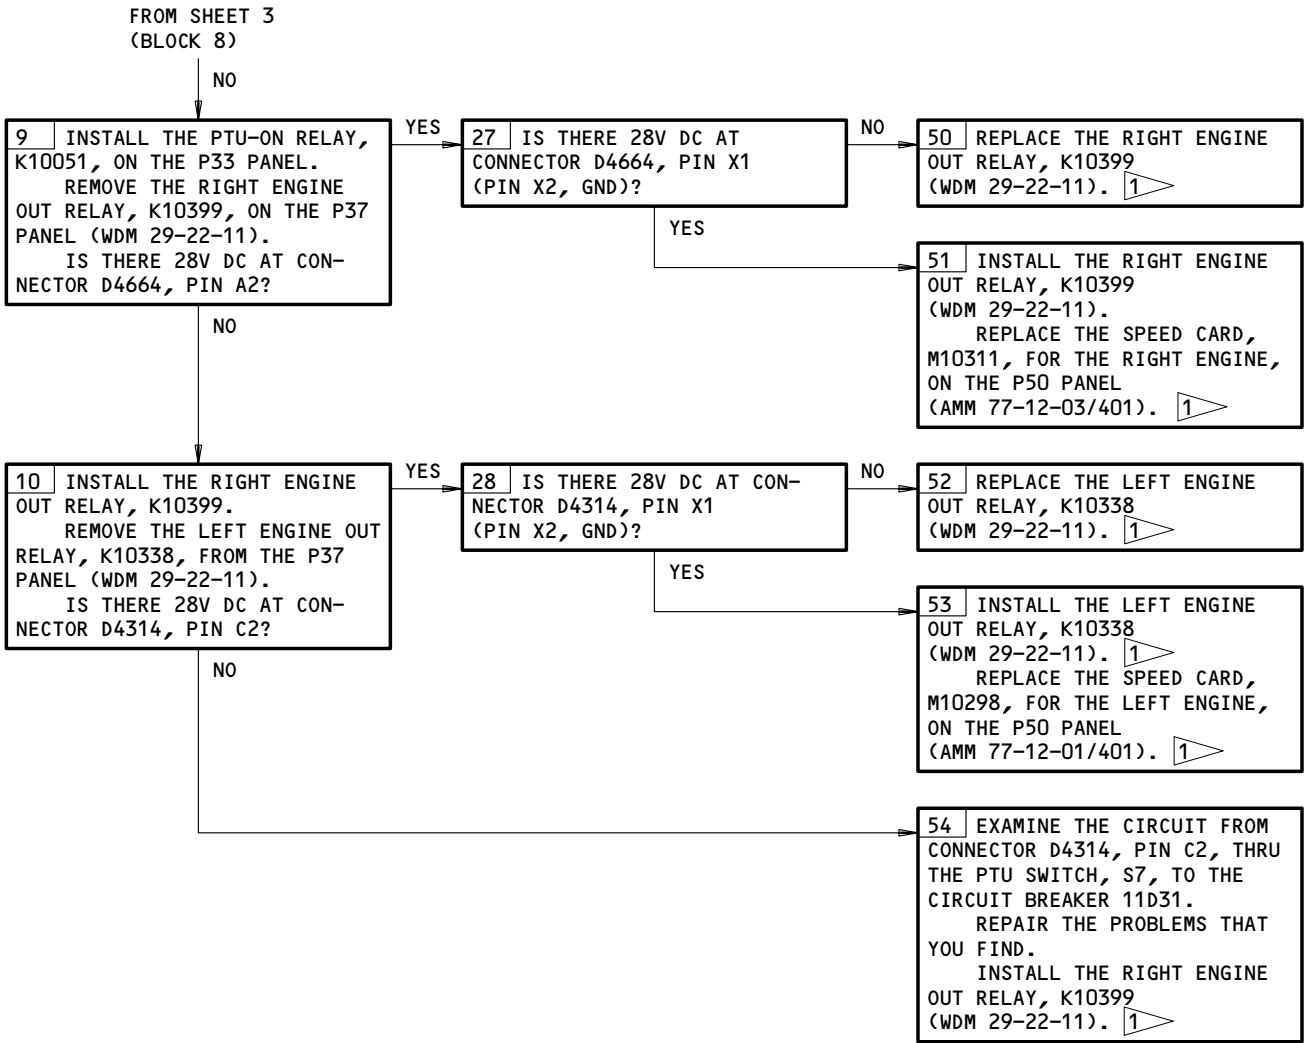 FROM SHEET 3
(BLOCK 8)
NO
9 INSTALL THE PTU-ON RELAY,
K10051, ON THE P33 PANEL.
REMOVE THE RIGHT ENGINE
OUT RELAY, K10399, ON THE P37
PANEL (WDM 29-22-11).
IS THERE 28V DC AT CON-
NECTOR D4664, PIN A2?
YES
27 IS THERE 28V DC AT
CONNECTOR D4664, PIN X1
(PIN X2, GND)?
NO
50 REPLACE THE RIGHT ENGINE
OUT RELAY, K10399
(WDM 29-22-11). 1
YES
51 INSTALL THE RIGHT ENGINE
OUT RELAY, K10399
(WDM 29-22-11).
REPLACE THE SPEED CARD,
M10311, FOR THE RIGHT ENGINE,
ON THE P50 PANEL
(AMM 77-12-03/401). 1
NO
10 INSTALL THE RIGHT ENGINE
OUT RELAY, K10399.
REMOVE THE LEFT ENGINE OUT
RELAY, K10338, FROM THE P37
PANEL (WDM 29-22-11).
IS THERE 28V DC AT CON-
NECTOR D4314, PIN C2?
YES
28 IS THERE 28V DC AT CON-
NECTOR D4314, PIN X1
(PIN X2, GND)?
NO
52 REPLACE THE LEFT ENGINE
OUT RELAY, K10338
(WDM 29-22-11). 1
YES
53 INSTALL THE LEFT ENGINE
OUT RELAY, K10338
(WDM 29-22-11). 1
REPLACE THE SPEED CARD,
M10298, FOR THE LEFT ENGINE,
ON THE P50 PANEL
(AMM 77-12-01/401). 1
NO
54 EXAMINE THE CIRCUIT FROM
CONNECTOR D4314, PIN C2, THRU
THE PTU SWITCH, S7, TO THE
CIRCUIT BREAKER 11D31.
REPAIR THE PROBLEMS THAT
YOU FIND.
INSTALL THE RIGHT ENGINE
OUT RELAY, K10399
(WDM 29-22-11). 1